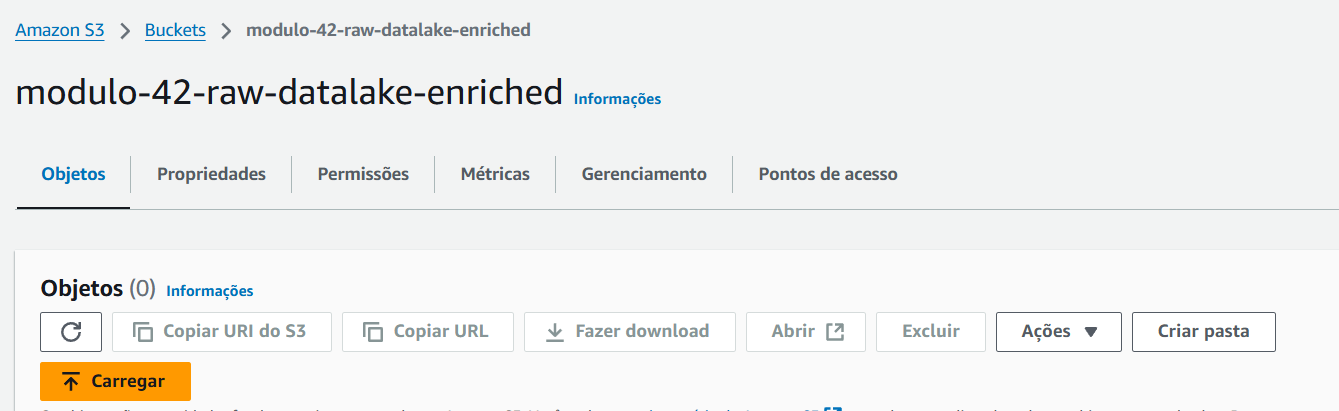 Amazon S3 > Buckets > modulo-42-raw-datalake-enriched
modulo-42-raw-datalake-enriched Informações
Objetos Propriedades Permissões Métricas Gerenciamento Pontos de acesso
Objetos (0) Informações
Copiar URI do S3 Copiar URL Fazer download Abrir Excluir Ações Criar pasta
Carregar